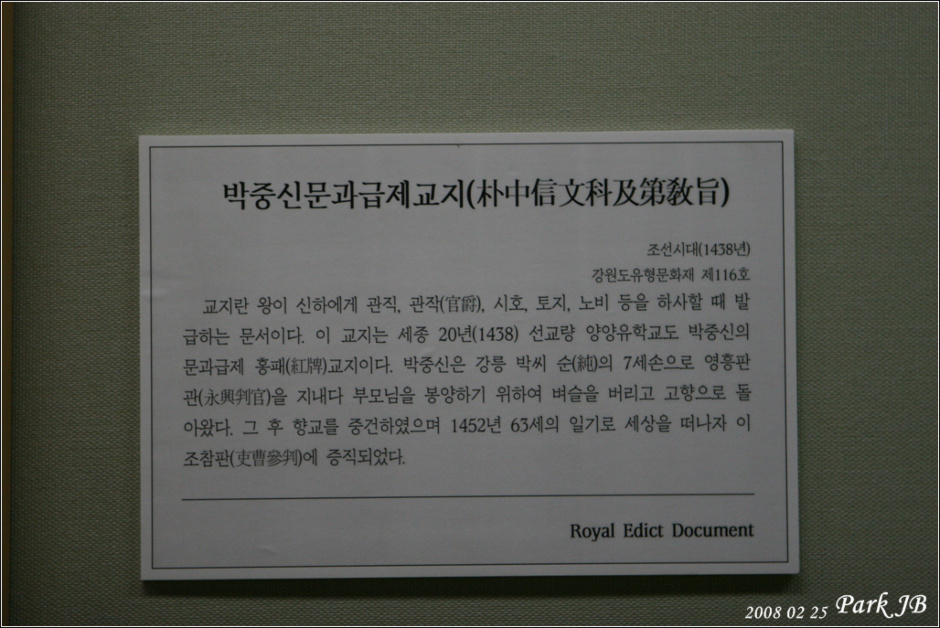 박중신문과급제교지(朴中信文科及第敎旨)
조선시대(1438년)
강원도유형문화재 제116호
교지란 왕이 신하에게 관직, 관작(官爵), 시호, 토지, 노비 등을 하사할 때 발
급하는 문서이다. 이 교지는 세종 20년(1438) 선교랑 양양유학교도 박중신의
문과급제 홍패(紅牌)교지이다. 박중신은 강릉 박씨 순(純)의 7세손으로 영흥판
관(永興判官)을 지내다 부모님을 봉양하기 위하여 벼슬을 버리고 고향으로 돌
아왔다. 그 후 향교를 중건하였으며 1452년 63세의 일기로 세상을 떠나자 이
조참판(吏曹參判)에 증직되었다.
Royal Edict Document
2008 02 25 Park JB